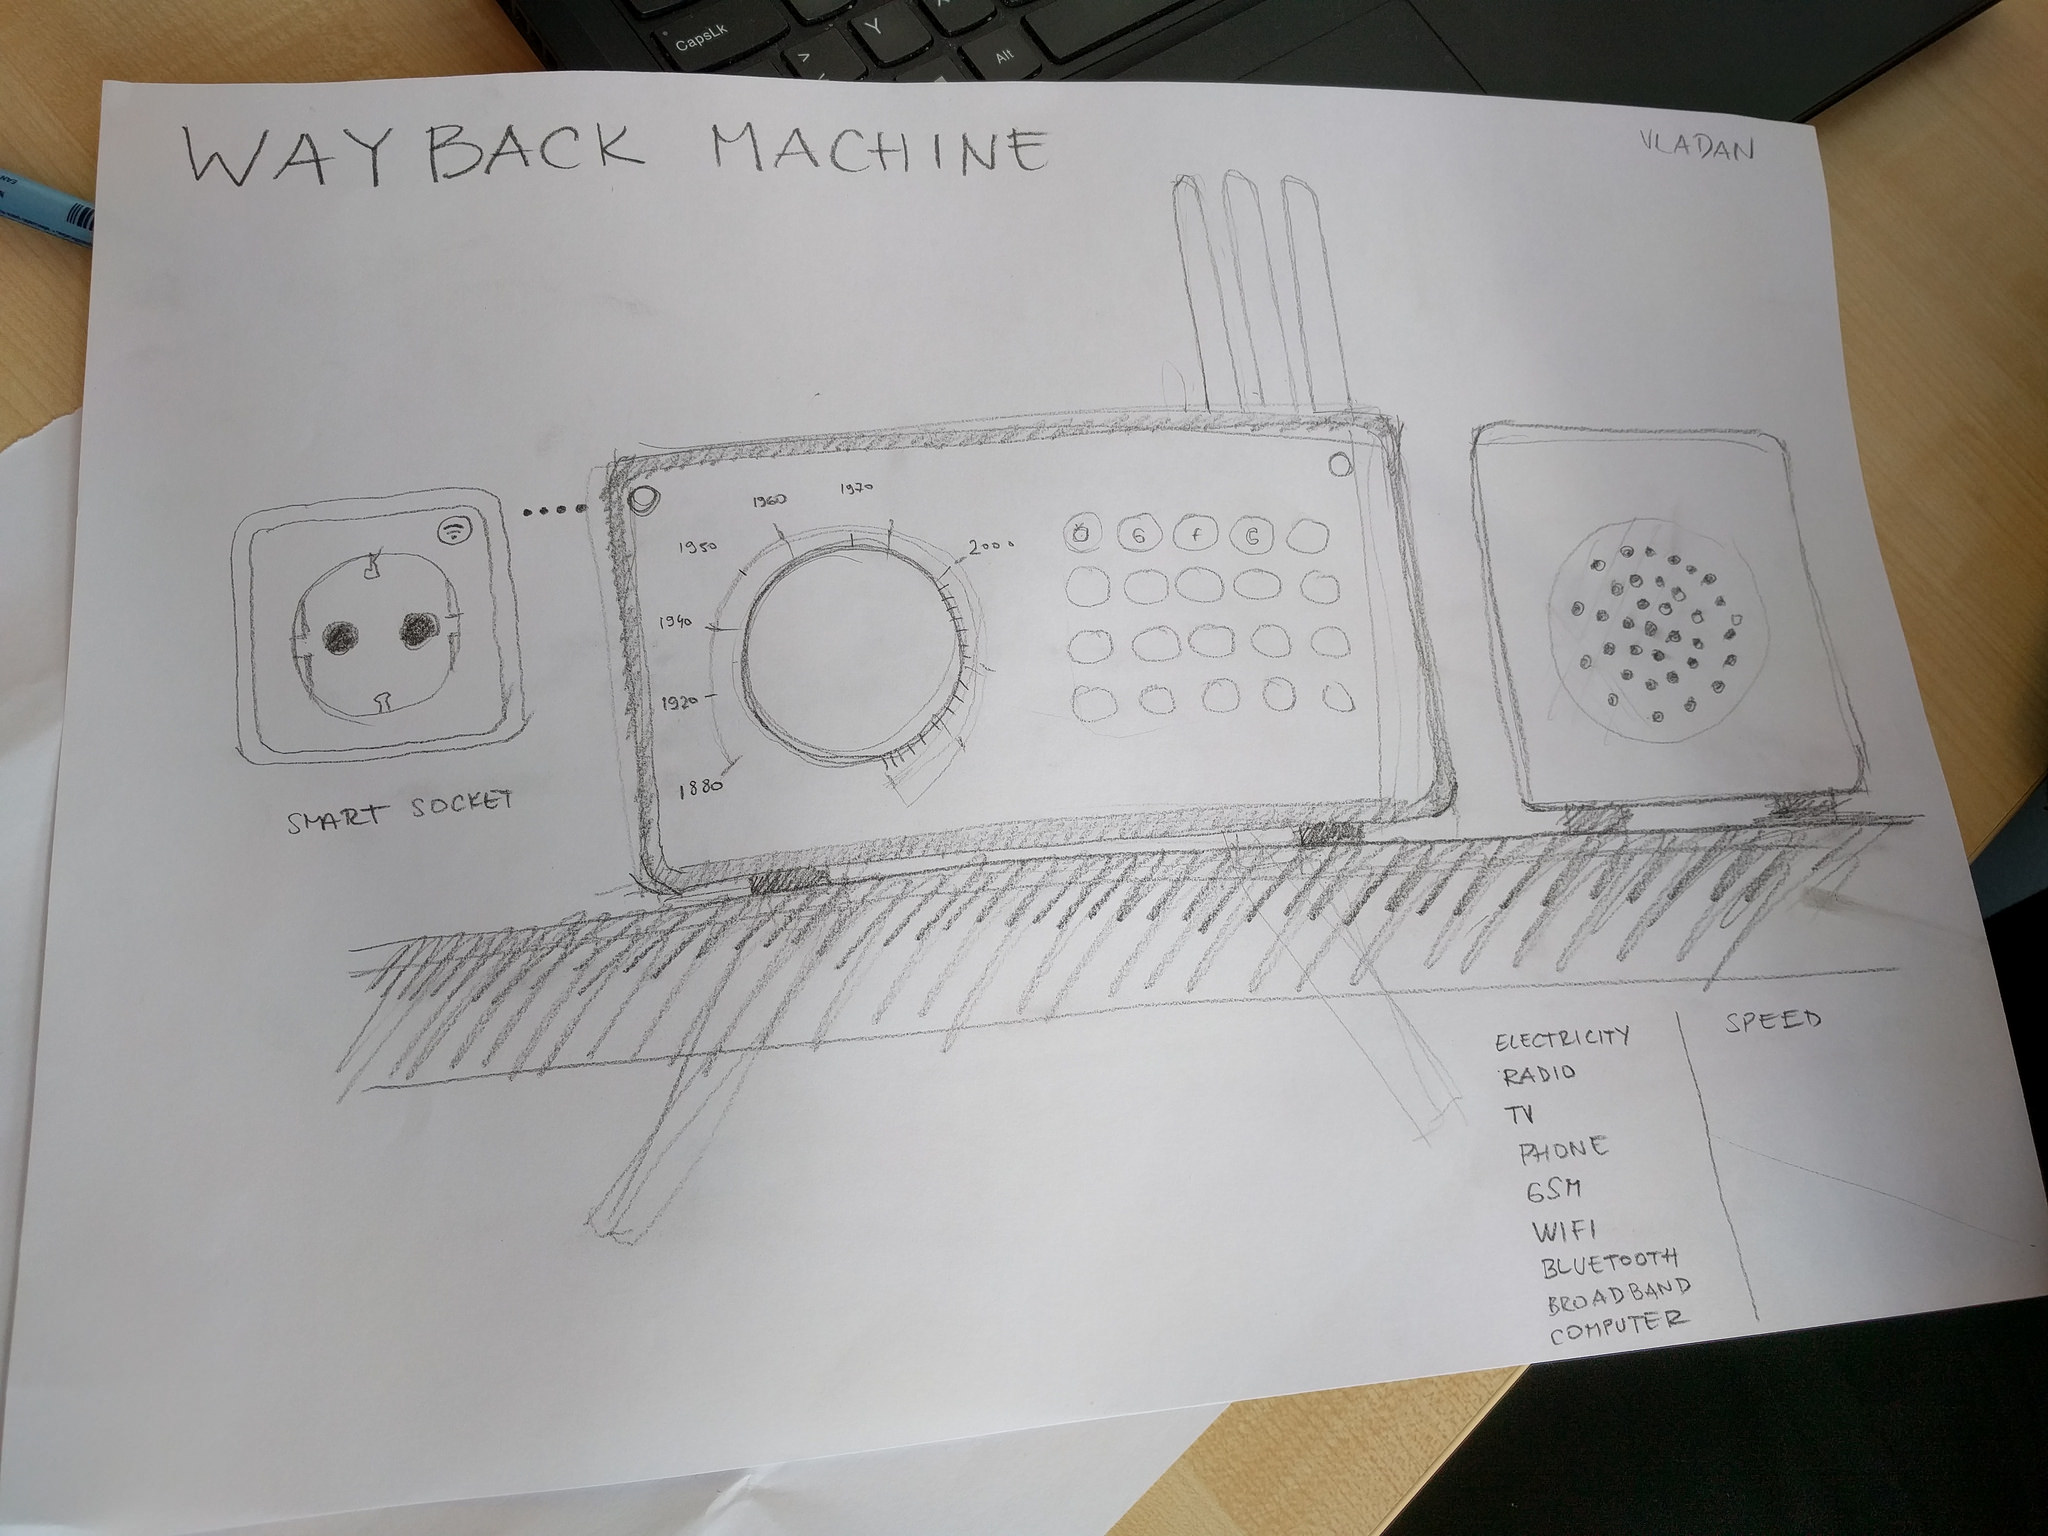 CapsLk
Y
X
>
Alt
WAYBACK MACHINE
VLADAN
1960
1970
1950
2000
1940
1920
1880
G
f
G
SMART SOCKET
ELECTRICITY
RADIO
TV
PHONE
GSM
WIFI
BLUETOOTH
BROADBAND
COMPUTER
SPEED